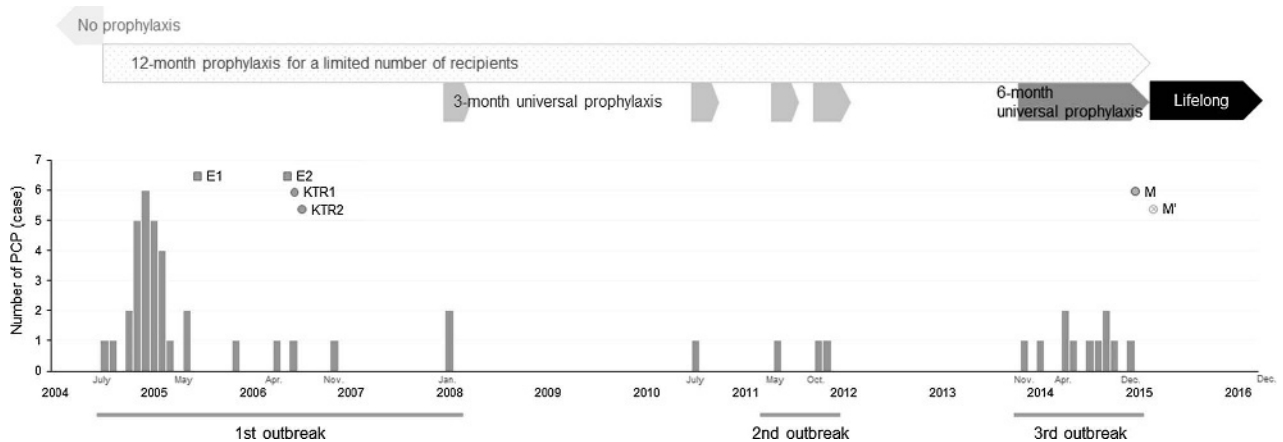 No prophylaxis
12-month prophylaxis for a limited number of recipients
3-month universal prophylaxis
6-month
universal prophylaxis
Lifelong
Number of PCP (case)
7
6
5
4
3
2
1
0
E1
E2
KTR1
KTR2
M
M'
July May Apr. Nov. Jan. July May Oct. Nov. Apr. Dec. Dec.
2004 2005 2006 2007 2008 2009 2010 2011 2012 2013 2014 2015 2016
1st outbreak 2nd outbreak 3rd outbreak